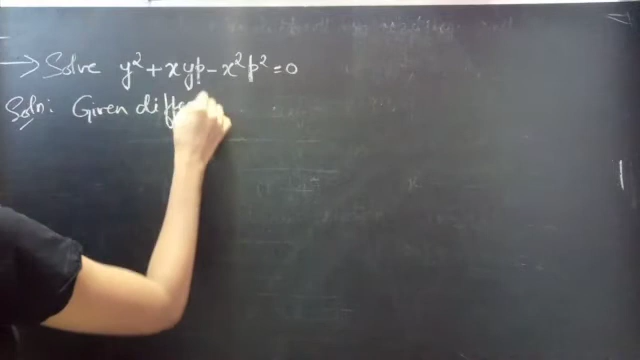 → Solve y² + xyp - x²p² = 0
Soln: Given diff